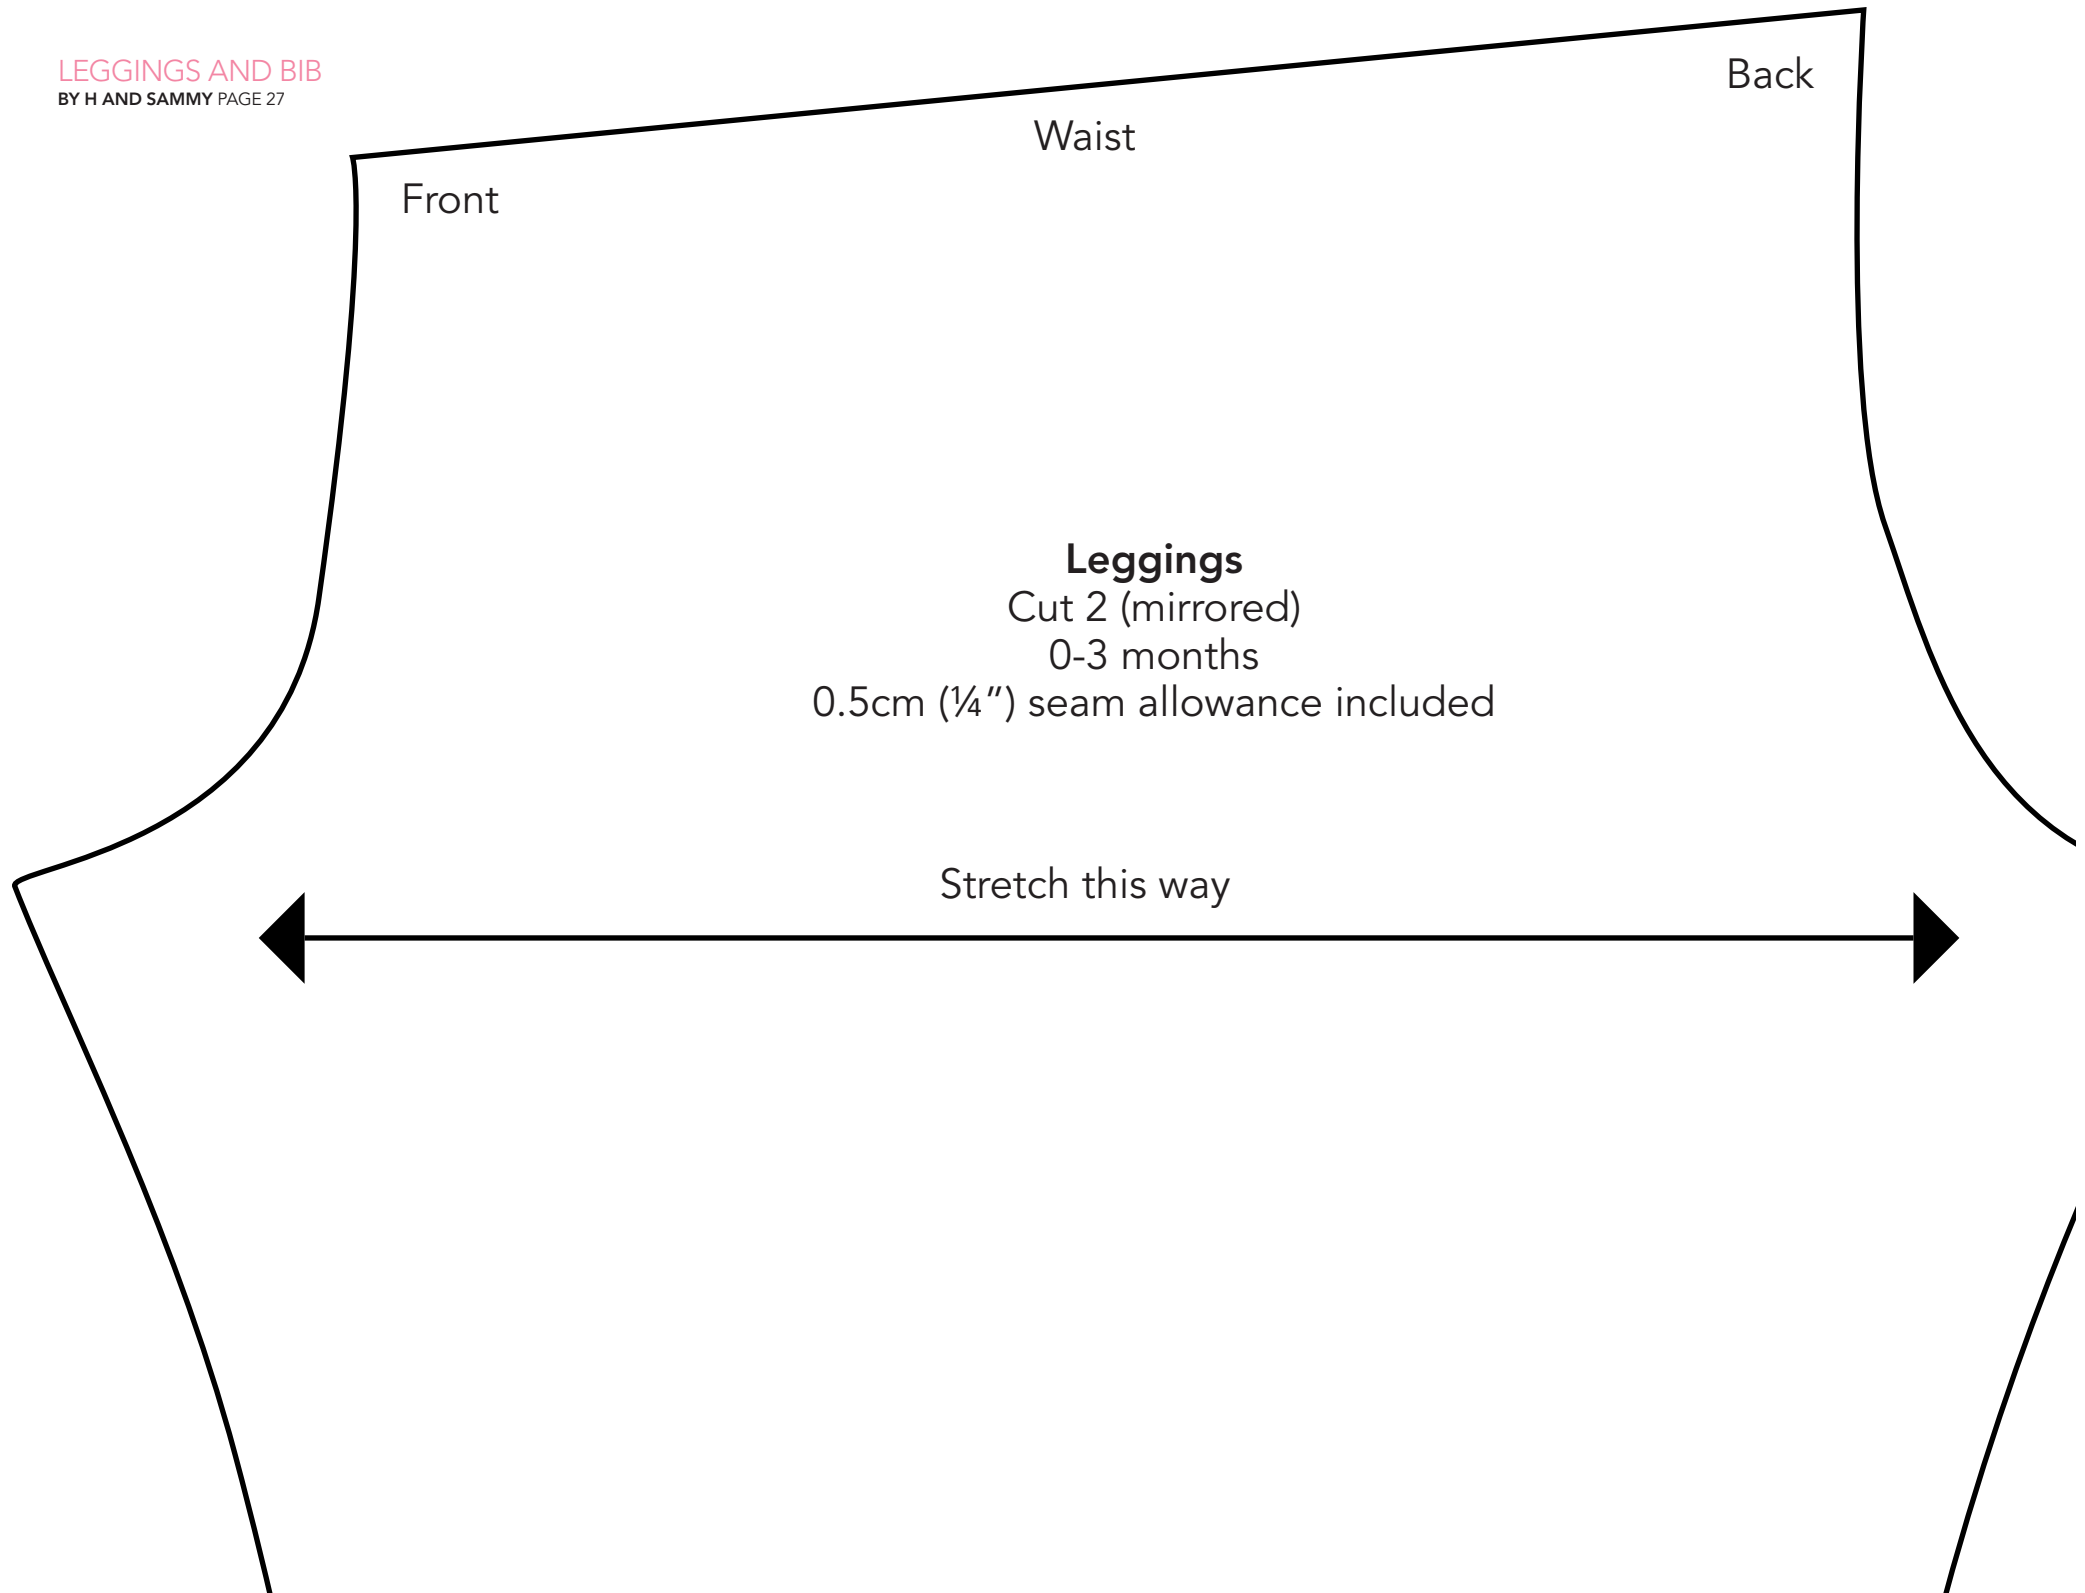 LEGGINGS AND BIB
BY H AND SAMMY PAGE 27
Back
Waist
Front
Leggings
Cut 2 (mirrored)
0-3 months
0.5cm (¼”) seam allowance included
Stretch this way